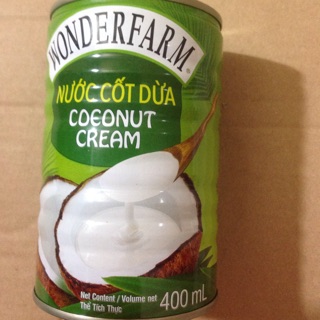 WONDERFARM®
NƯỚC CỐT DỪA
COCONUT
CREAM
Net Content / Volume net
Thể Tích Thực
400 mL